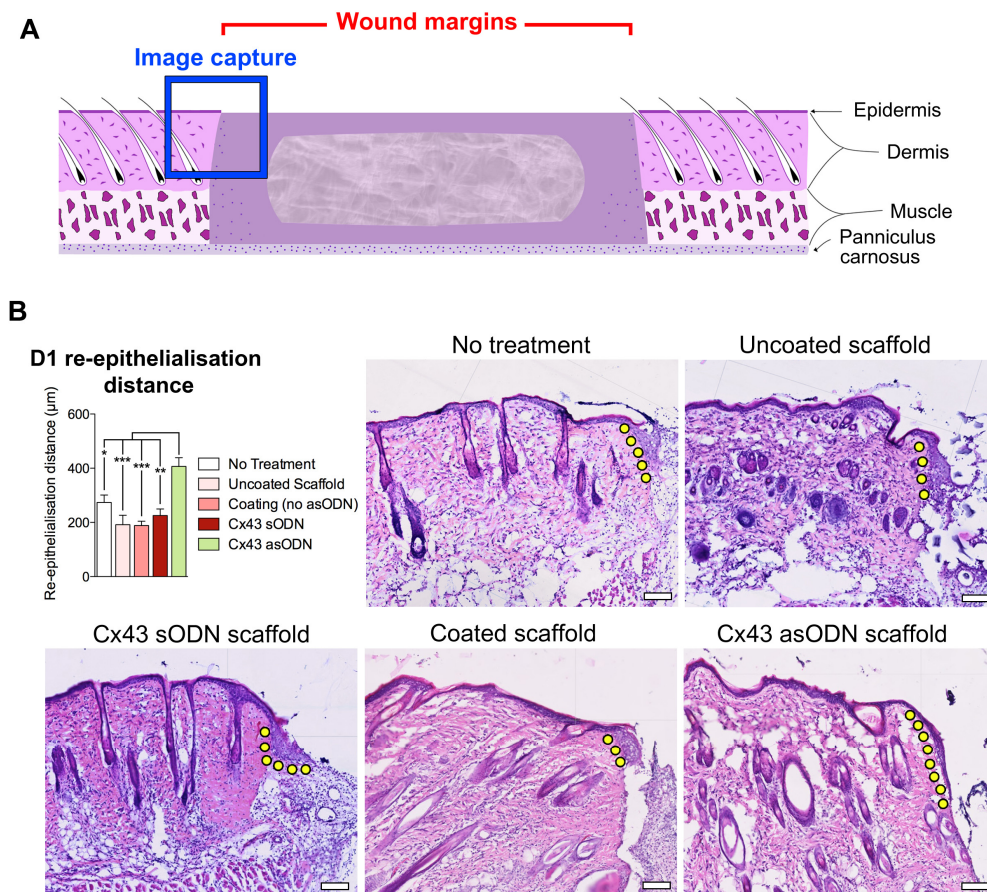 A
Wound margins
Image capture
Epidermis
Dermis
Muscle
Panniculus
carnosus
B
D1 re-epithelialisation
distance
Re-epithelialisation distance (µm)
600
400
200
0
*
***
***
**
No Treatment
Uncoated Scaffold
Coating (no asODN)
Cx43 sODN
Cx43 asODN
No treatment
Uncoated scaffold
Cx43 sODN scaffold
Coated scaffold
Cx43 asODN scaffold